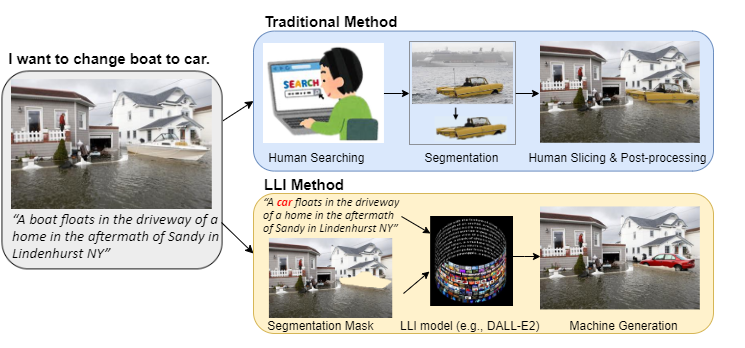 Traditional Method
I want to change boat to car.
SEARCH
Human Searching
Segmentation
Human Slicing & Post-processing
LLI Method
"A boat floats in the driveway of a
home in the aftermath of Sandy in
Lindenhurst NY"
"A car floats in the driveway
of a home in the aftermath
of Sandy in Lindenhurst NY"
Segmentation Mask
LLI model (e.g., DALL-E2)
Machine Generation